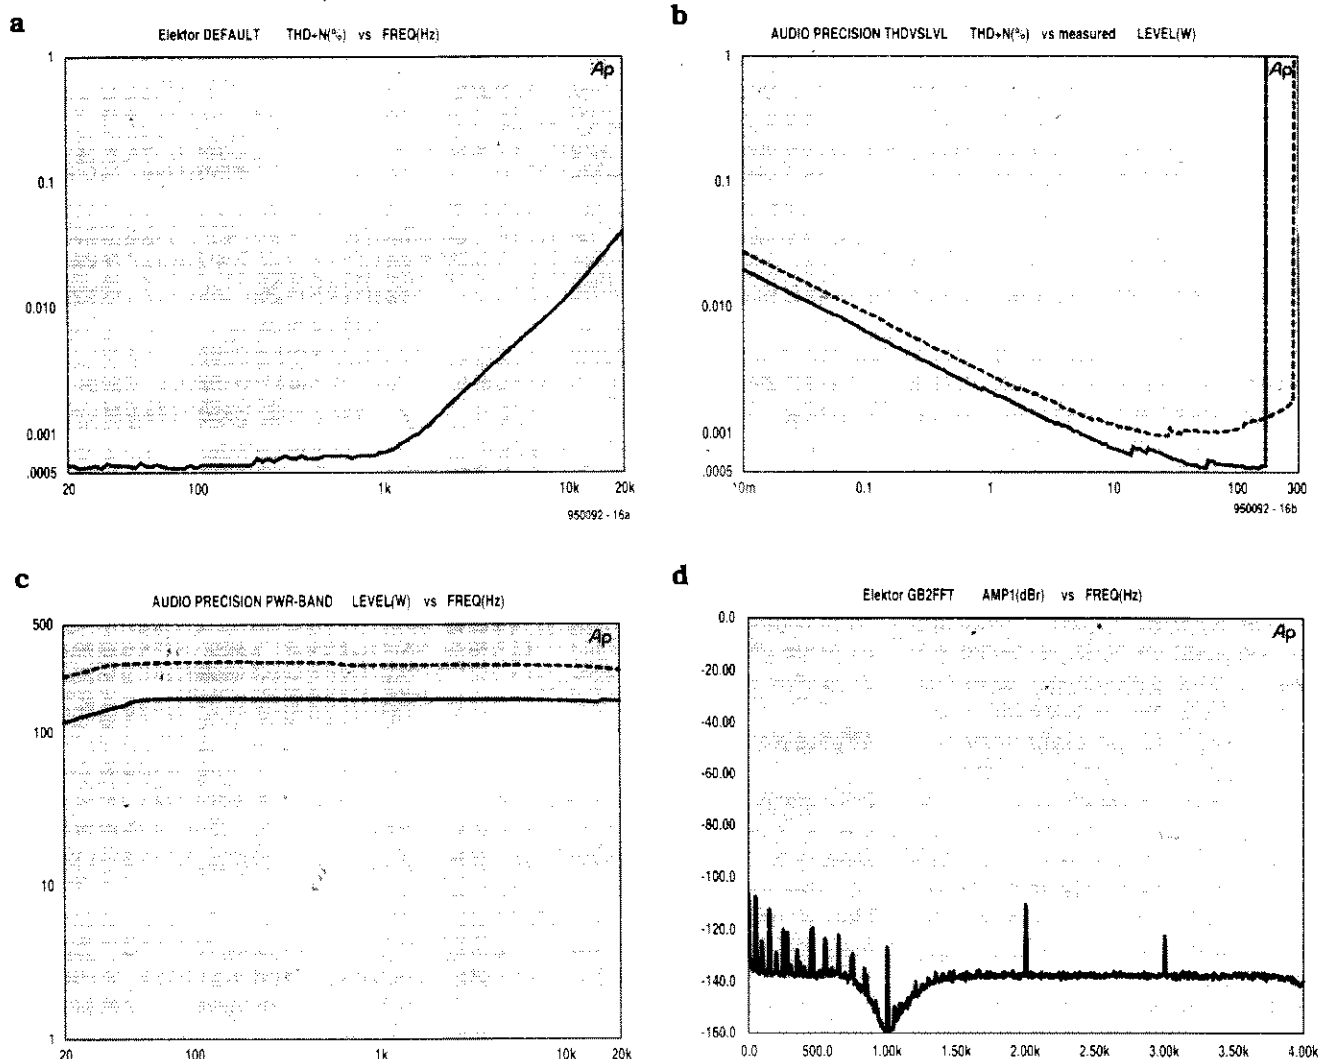 a
Elektor DEFAULT THD+N(%) vs FREQ(Hz)
Ap
1
0.1
0.010
0.001
.0005
20 100 1k 10k 20k
950092 - 16a
b
AUDIO PRECISION THDVSLVL THD+N(%) vs measured LEVEL(W)
Ap
1
0.1
0.010
0.001
.0005
10m 0.1 1 10 100 300
950092 - 16b
c
AUDIO PRECISION PWR-BAND LEVEL(W) vs FREQ(Hz)
Ap
500
100
10
1
20 100 1k 10k 20k
d
Elektor GB2FFT AMP1(dBr) vs FREQ(Hz)
Ap
0.0
-20.00
-40.00
-60.00
-80.00
-100.0
-120.0
-140.0
-160.0
0.0 500.0 1.00k 2.00k 2.50k 3.00k 3.50k 4.00k